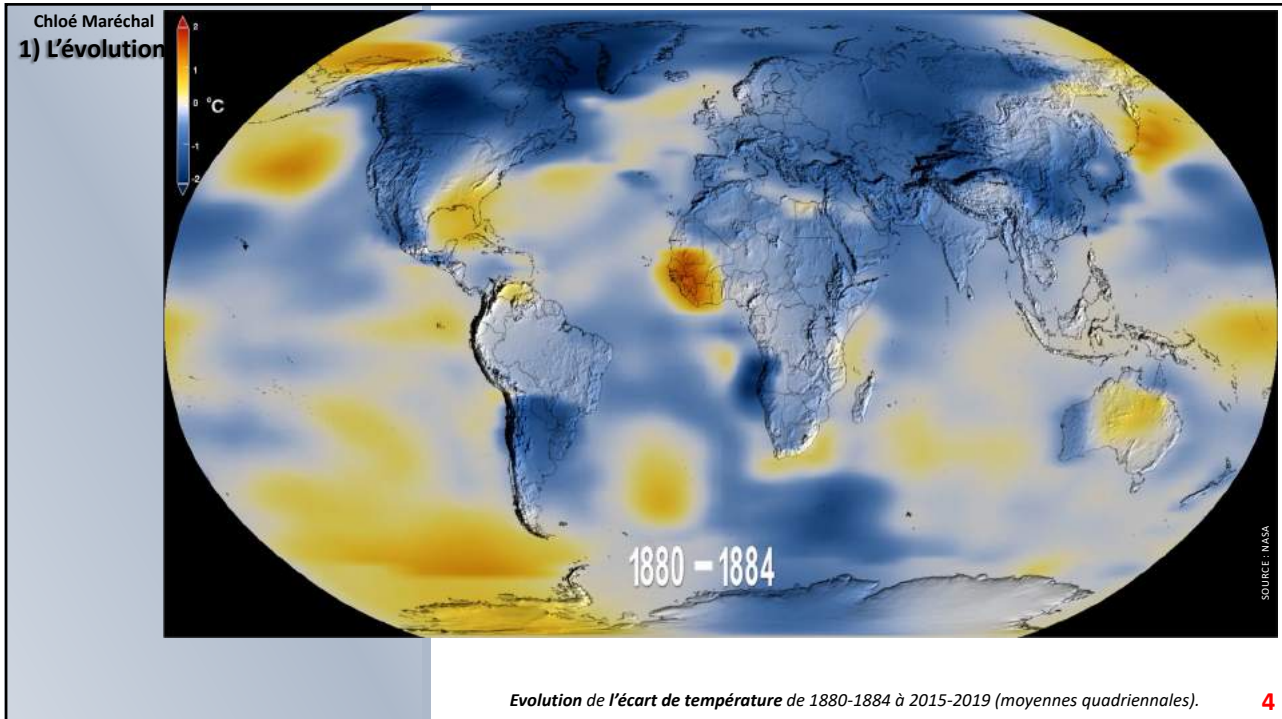 Chloé Maréchal
1) L'évolution
2
1
0
°C
-1
-2
1880 - 1884
SOURCE : NASA
Evolution de l'écart de température de 1880-1884 à 2015-2019 (moyennes quadriennales).
4